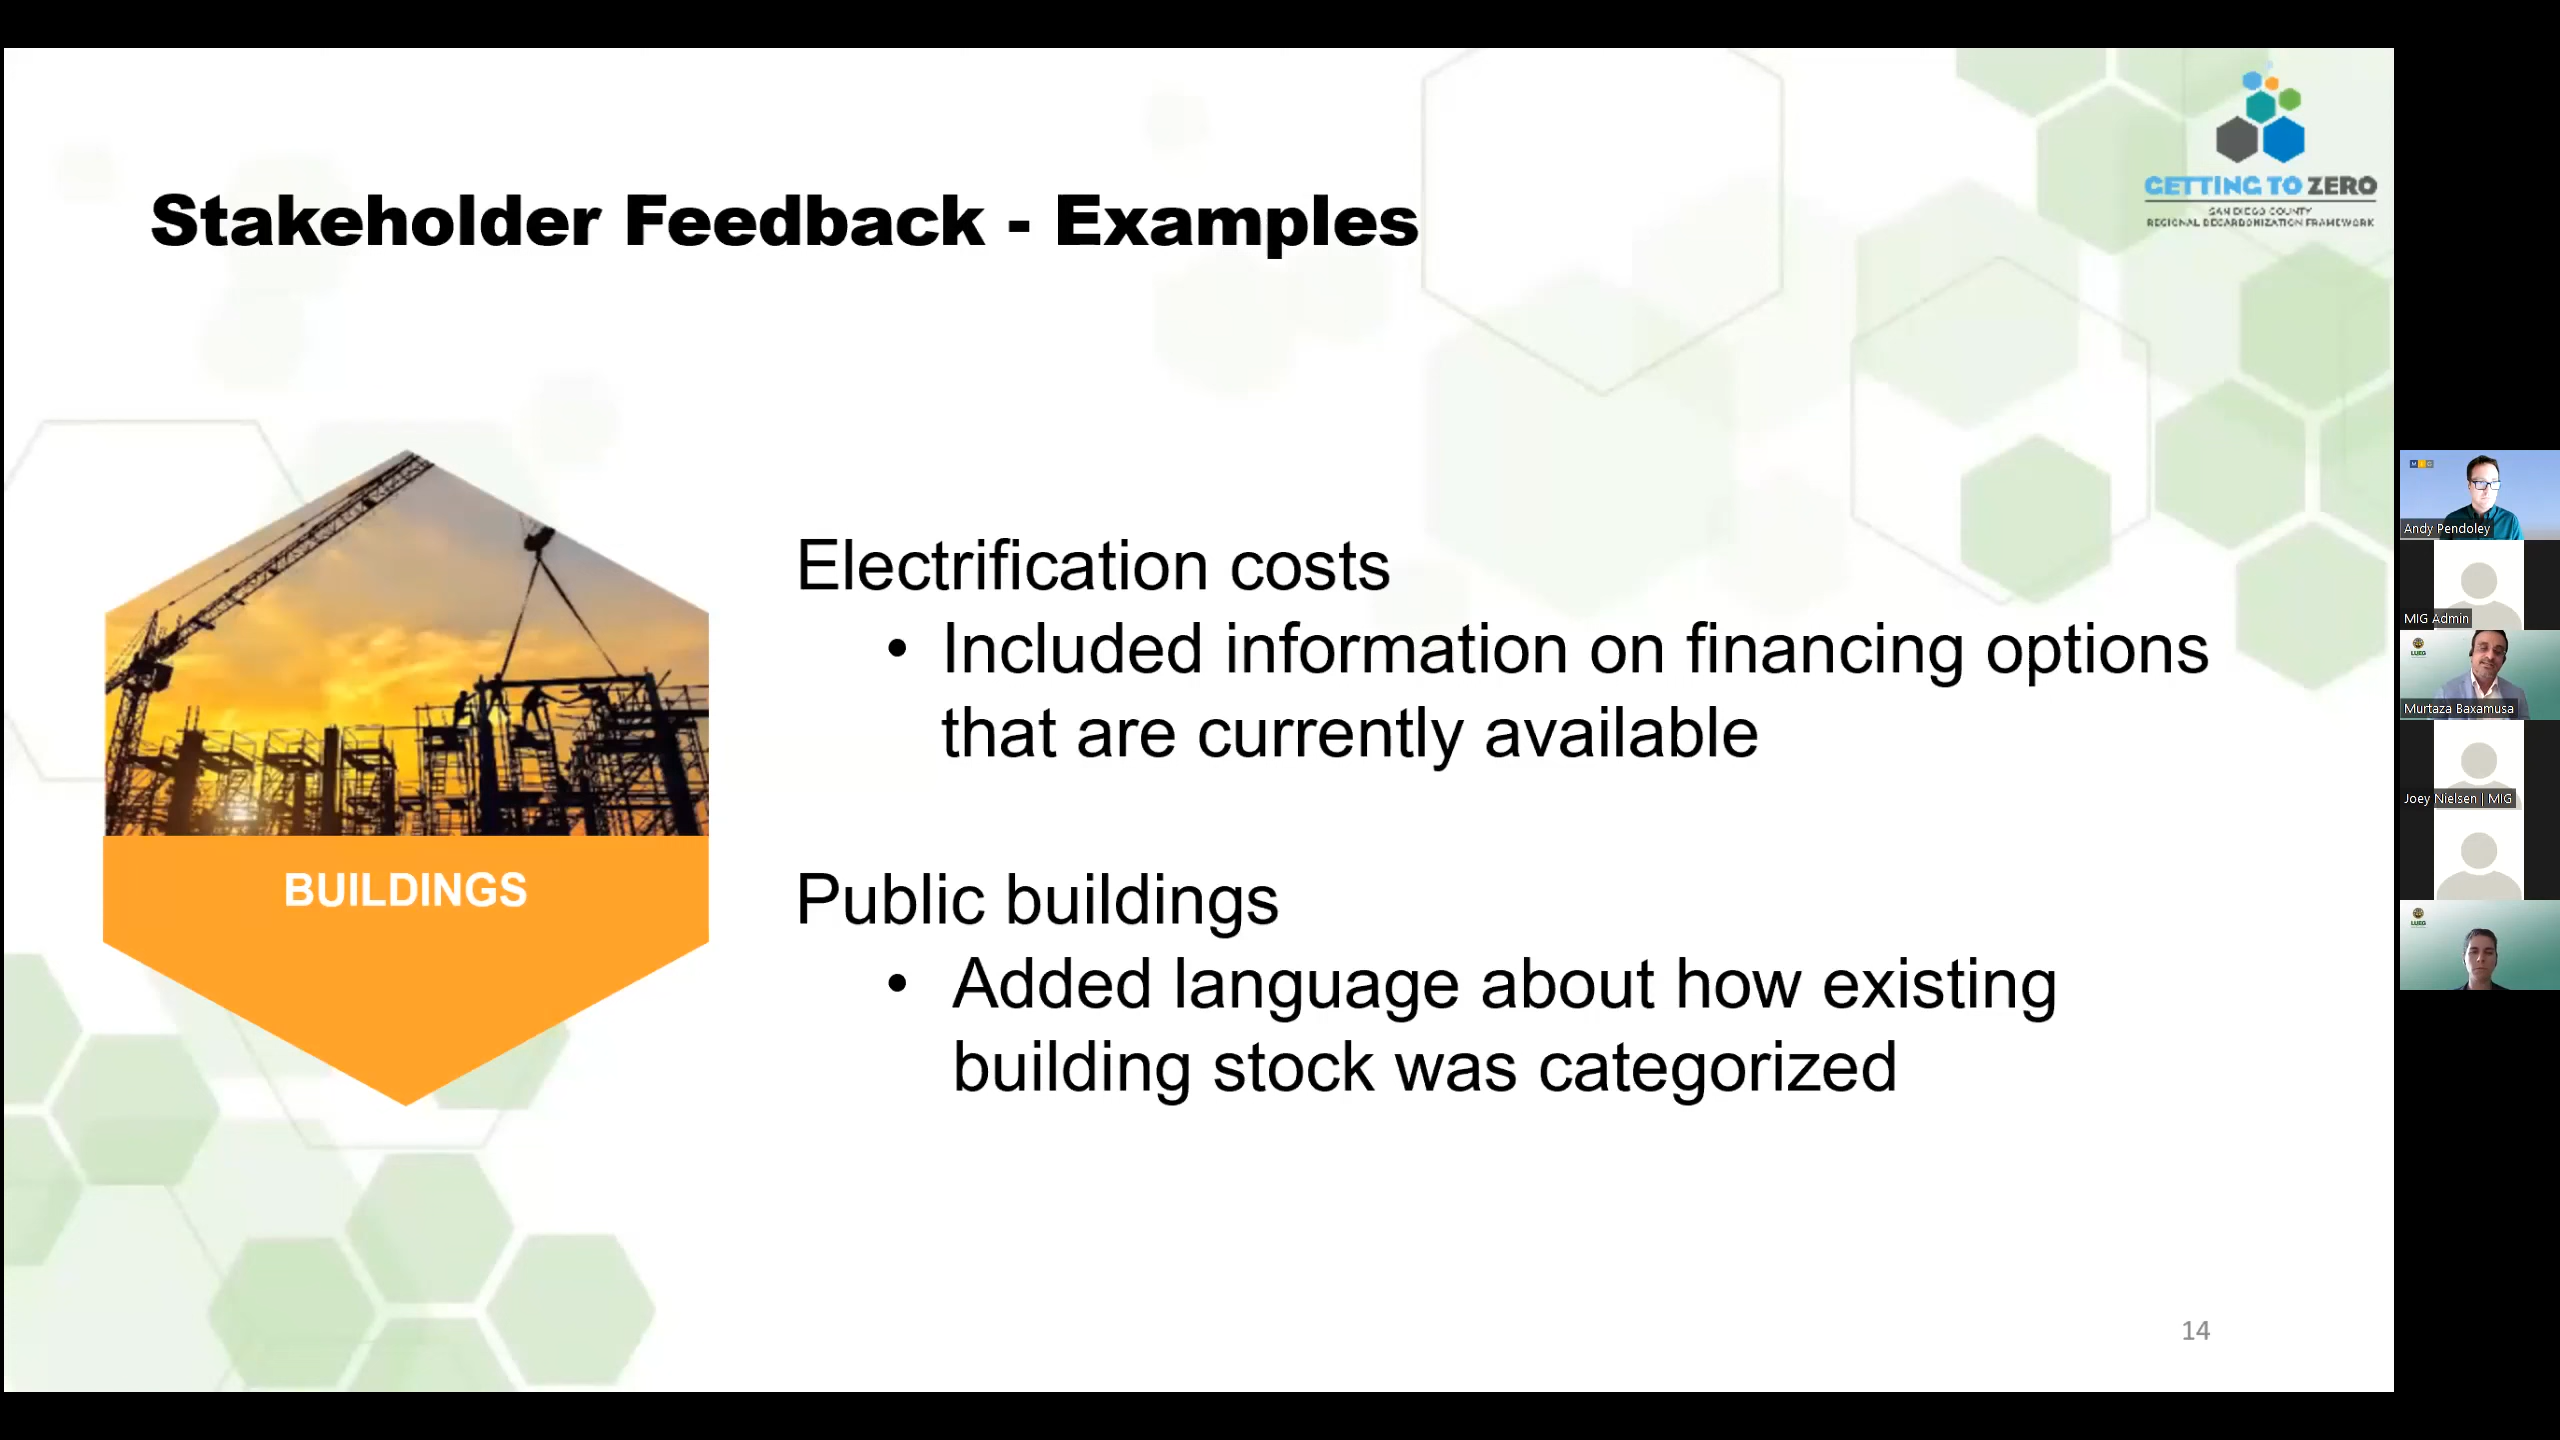 Stakeholder Feedback - Examples
GETTING TO ZERO
SAN DIEGO COUNTY
REGIONAL DECARBONIZATION FRAMEWORK
Electrification costs
• Included information on financing options
that are currently available
Public buildings
• Added language about how existing
building stock was categorized
BUILDINGS
14
Andy Pendoley
MIG Admin
LUEG
Murtaza Baxamusa
Joey Nielsen | MIG
LUEG